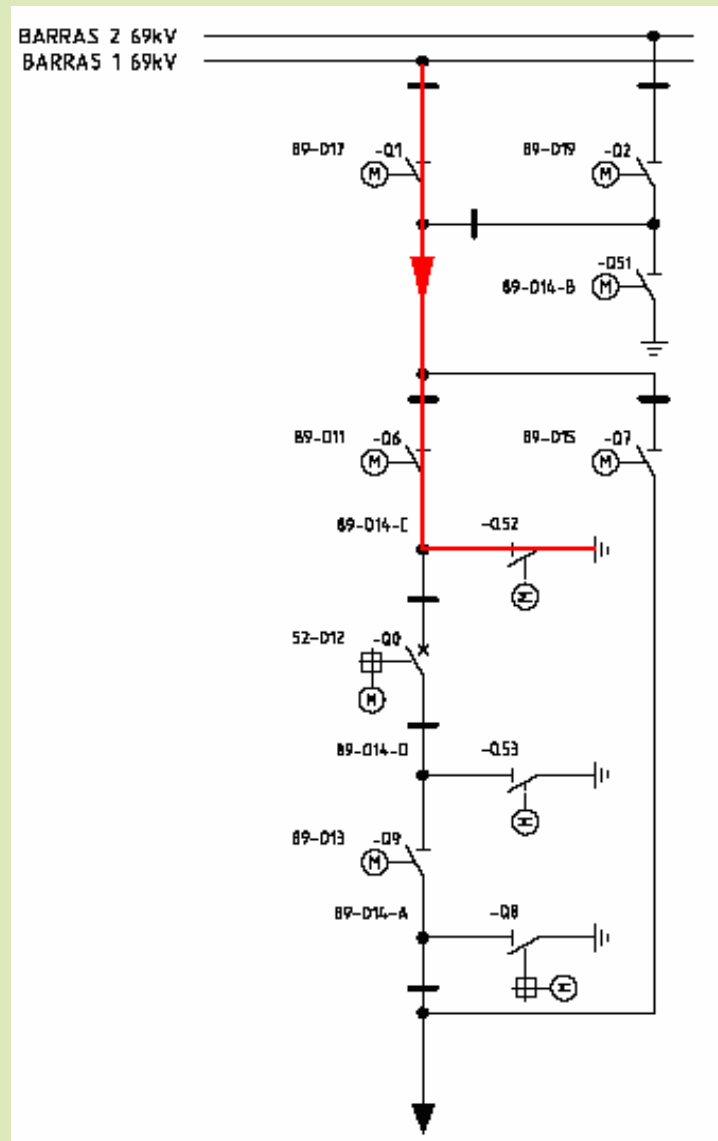 BARRAS 2 69kV
BARRAS 1 69kV
89-D17 -Q1 89-D19 -Q2
M M
-Q51
89-D14-B M
89-D11 -Q6 89-D15 -Q7
M M
89-D14-C -Q52
M
52-D12 -Q0
M
89-D14-D -Q53
M
89-D13 -Q9
M
89-D14-A -Q8
M